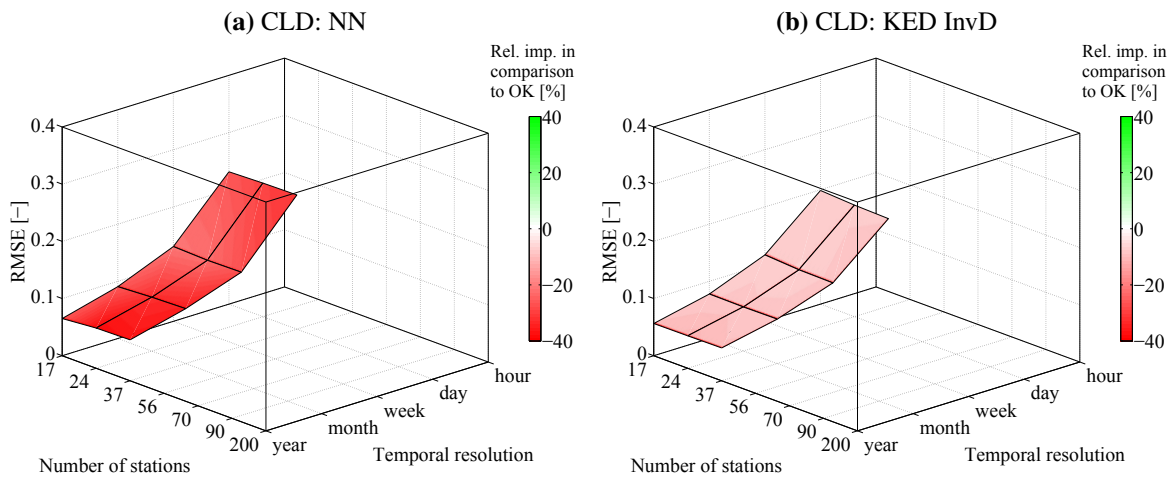 (a) CLD: NN
Rel. imp. in
comparison
to OK [%]
40
20
0
−20
−40
0.4
0.3
0.2
0.1
0
RMSE [−]
17
24
37
56
70
90
200
Number of stations
year
month
week
day
hour
Temporal resolution
(b) CLD: KED InvD
Rel. imp. in
comparison
to OK [%]
40
20
0
−20
−40
0.4
0.3
0.2
0.1
0
RMSE [−]
17
24
37
56
70
90
200
Number of stations
year
month
week
day
hour
Temporal resolution